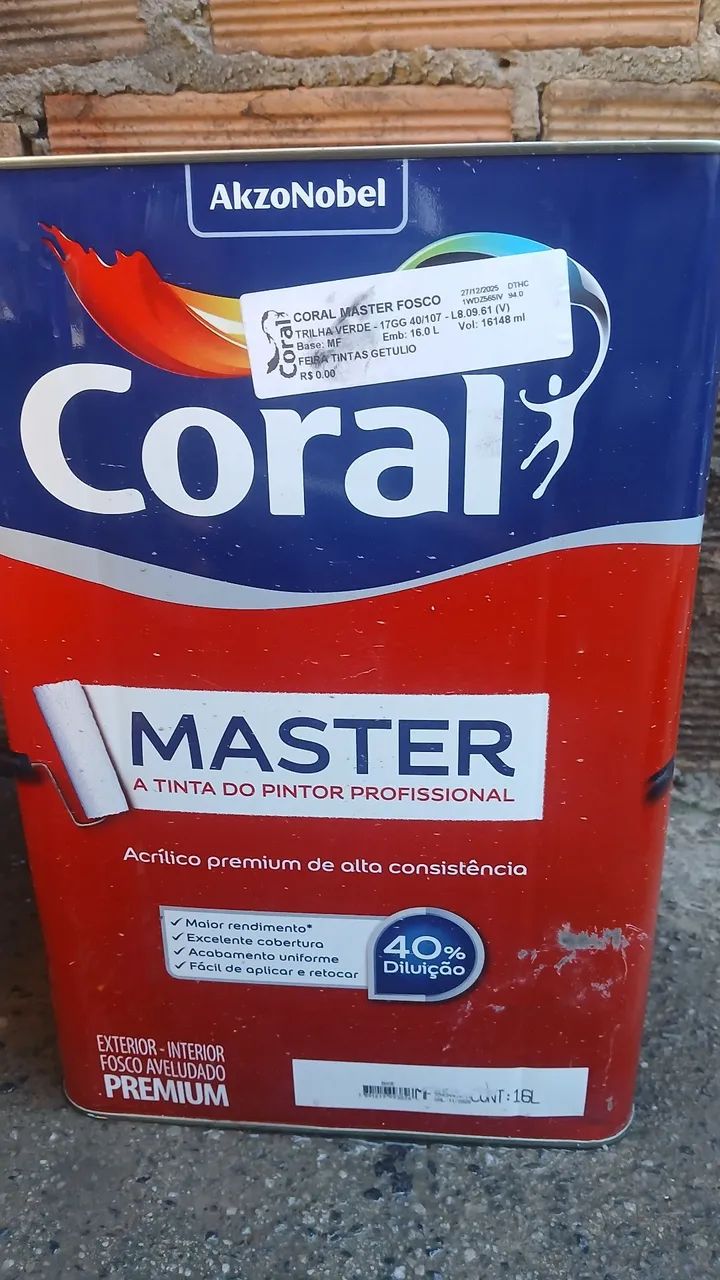 AkzoNobel
Coral
CORAL MASTER FOSCO
27/12/2025 DTHC
TRILHA VERDE - 17GG 40/107 - L8.09.61 (V)
1WDZ565IV 94.0
Base: MF Emb: 16.0 L Vol: 16148 ml
FEIRA TINTAS GETULIO
R$ 0.00
Coral
MASTER
A TINTA DO PINTOR PROFISSIONAL
Acrílico premium de alta consistência
Maior rendimento*
Excelente cobertura
Acabamento uniforme
Fácil de aplicar e retocar
40%
Diluição
EXTERIOR - INTERIOR
FOSCO AVELUDADO
PREMIUM
MF CONT:16L